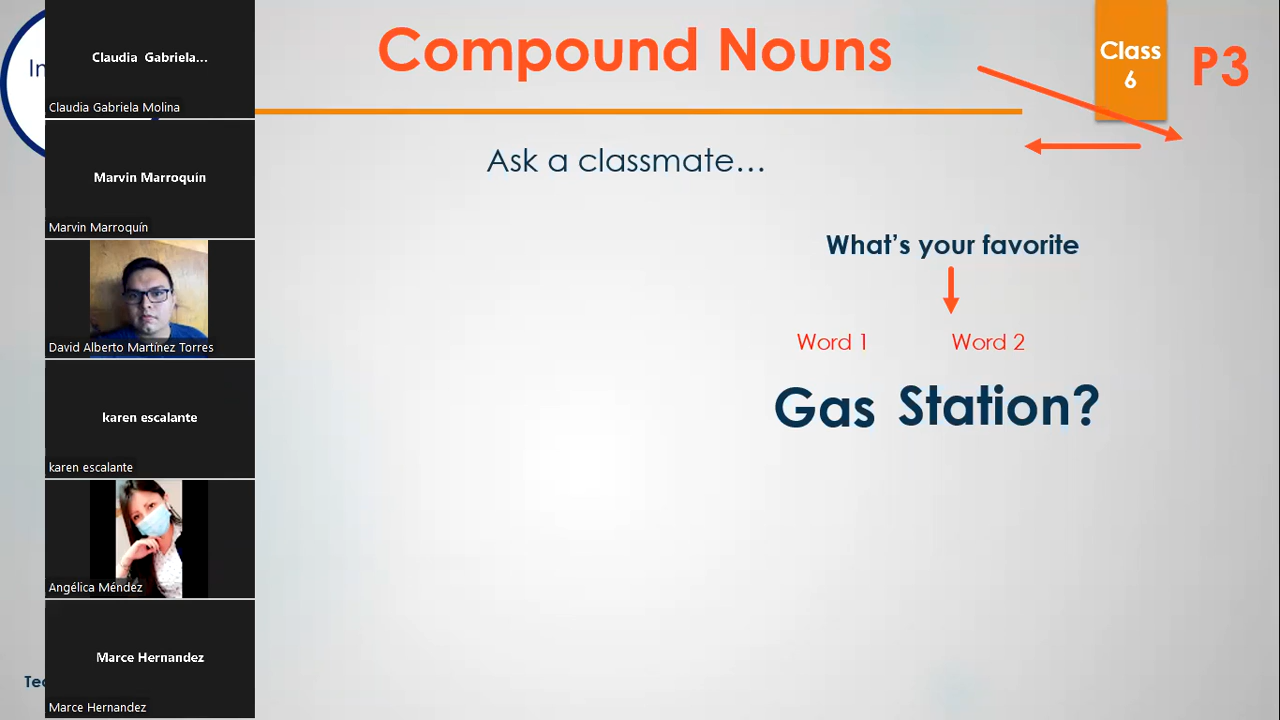 Compound Nouns
Class
6
P3
Ask a classmate…
What's your favorite
Word 1 Word 2
Gas Station?
Claudia Gabriela...
Claudia Gabriela Molina
Marvin Marroquín
Marvin Marroquín
David Alberto Martínez Torres
karen escalante
karen escalante
Angélica Méndez
Marce Hernandez
Marce Hernandez